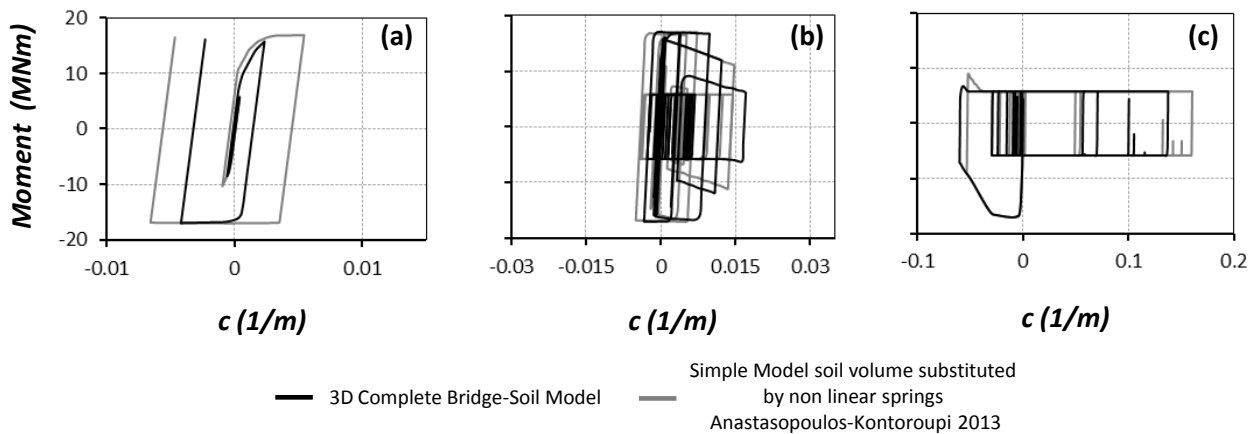 20
10
0
-10
-20
Moment (MNm)
(a)
-0.01 0 0.01
c (1/m)
(b)
-0.03 -0.015 0 0.015 0.03
c (1/m)
(c)
-0.1 0 0.1 0.2
c (1/m)
3D Complete Bridge-Soil Model
Simple Model soil volume substituted
by non linear springs
Anastasopoulos-Kontoroupi 2013